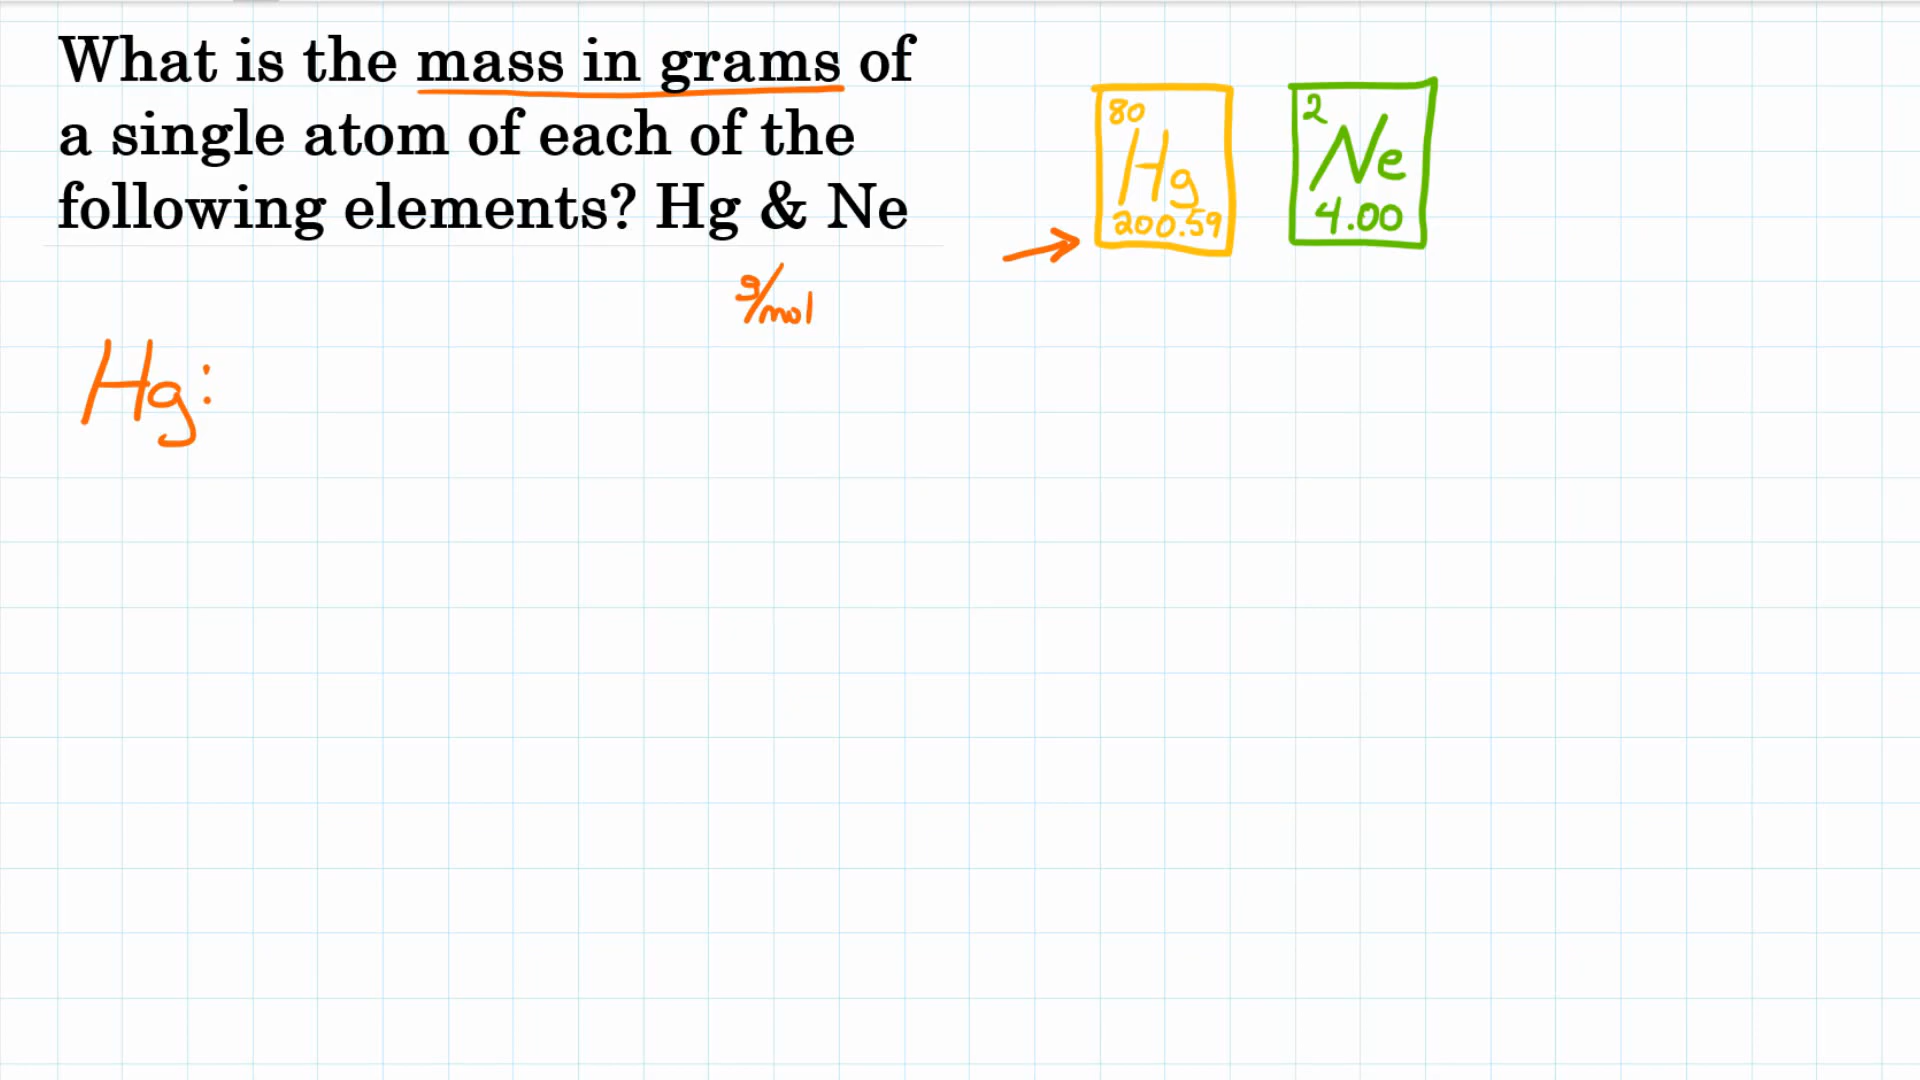 What is the mass in grams of
a single atom of each of the
following elements? Hg & Ne
80
Hg
200.59
2
Ne
4.00
g/mol
Hg: